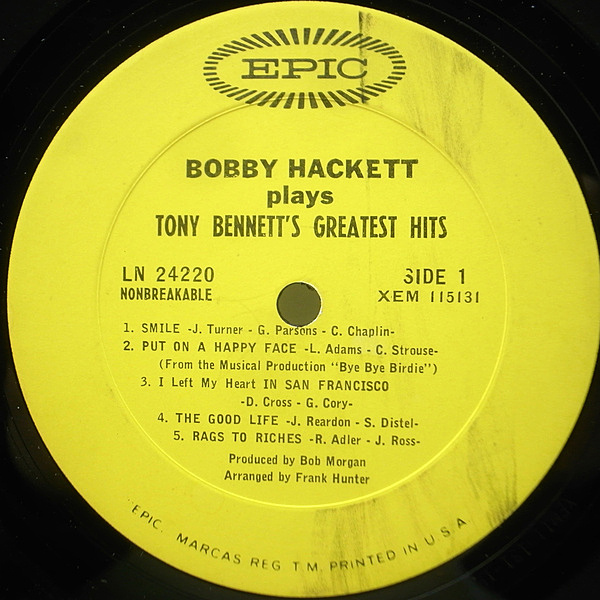 EPIC
BOBBY HACKETT
plays
TONY BENNETT'S GREATEST HITS
LN 24220
NONBREAKABLE
SIDE 1
XEM 115131
1. SMILE -J. Turner - G. Parsons - C. Chaplin-
2. PUT ON A HAPPY FACE -L. Adams - C. Strouse-
(From the Musical Production "Bye Bye Birdie")
3. I Left My Heart IN SAN FRANCISCO
-D. Cross - G. Cory-
4. THE GOOD LIFE -J. Reardon - S. Distel-
5. RAGS TO RICHES -R. Adler - J. Ross-
Produced by Bob Morgan
Arranged by Frank Hunter
"EPIC. MARCAS REG T.M. PRINTED IN U S A